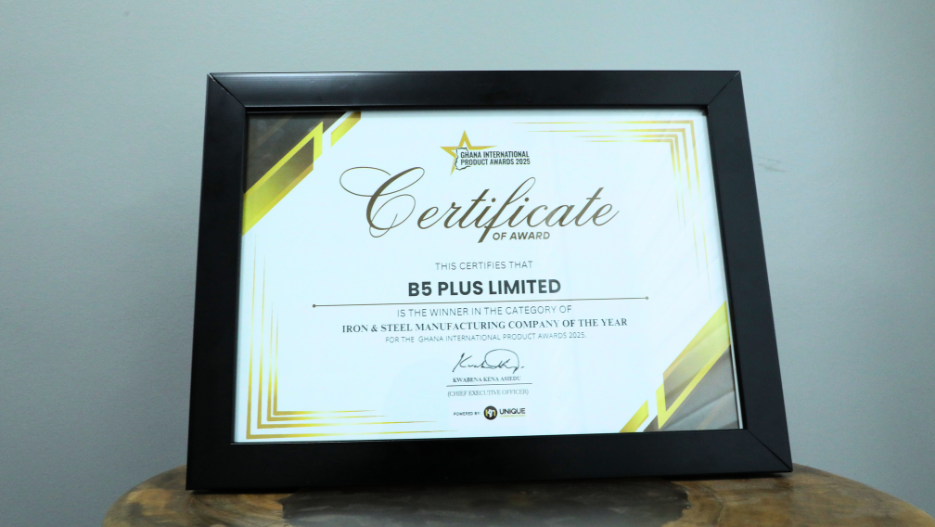 GHANA INTERNATIONAL
PRODUCT AWARDS 2025
Certificate
OF AWARD
THIS CERTIFIES THAT
B5 PLUS LIMITED
IS THE WINNER IN THE CATEGORY OF
IRON & STEEL MANUFACTURING COMPANY OF THE YEAR
FOR THE GHANA INTERNATIONAL PRODUCT AWARDS 2025.
KWABENA KENA ASIEDU
(CHIEF EXECUTIVE OFFICER)
POWERED BY UNIQUE